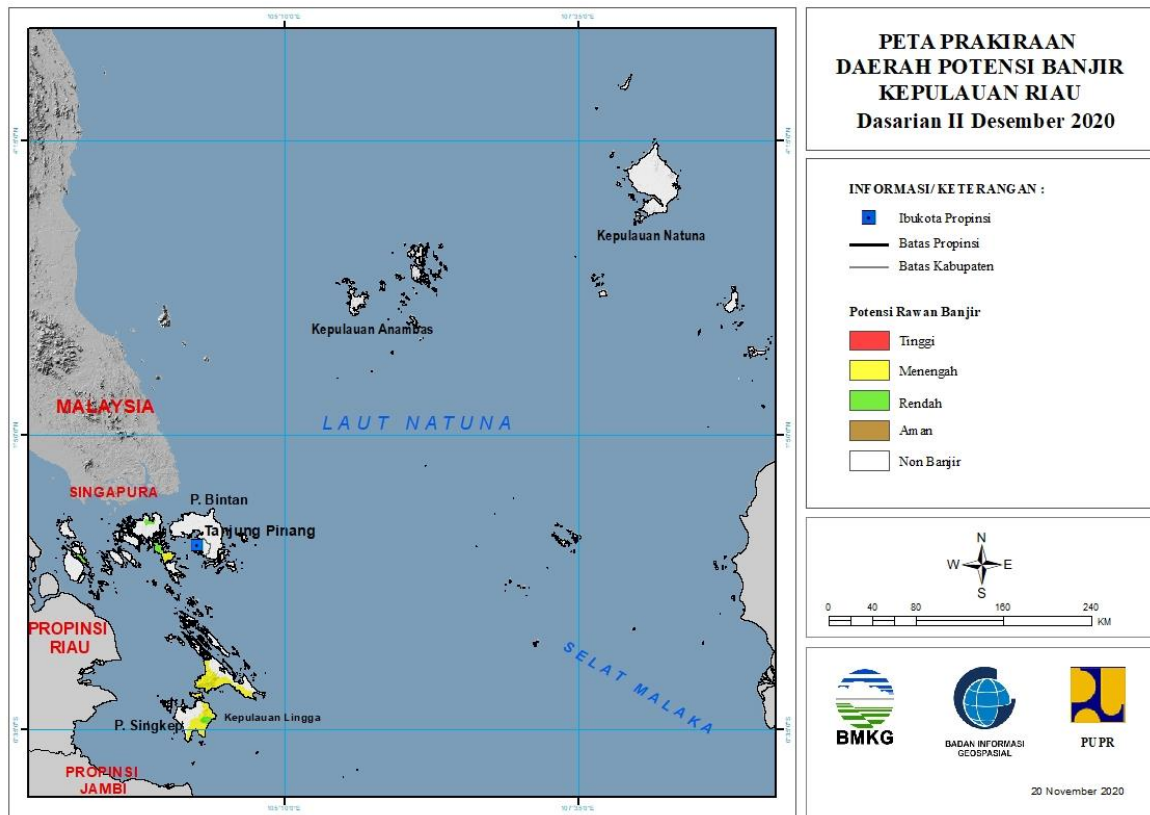 PETA PRAKIRAAN
DAERAH POTENSI BANJIR
KEPULAUAN RIAU
Dasarian II Desember 2020
INFORMASI/ KETERANGAN :
Ibukota Propinsi
Batas Propinsi
Batas Kabupaten
Potensi Rawan Banjir
Tinggi
Menengah
Rendah
Aman
Non Banjir
N
W E
S
0 40 80 160 240
KM
BMKG
BADAN INFORMASI
GEOSPASIAL
PUPR
20 November 2020
Kepulauan Natuna
Kepulauan Anambas
MALAYSIA
LAUT NATUNA
SINGAPURA
P. Bintan
Tanjung Pinang
PROPINSI
RIAU
SELAT MALAKA
Kepulauan Lingga
P. Singkep
PROPINSI
JAMBI